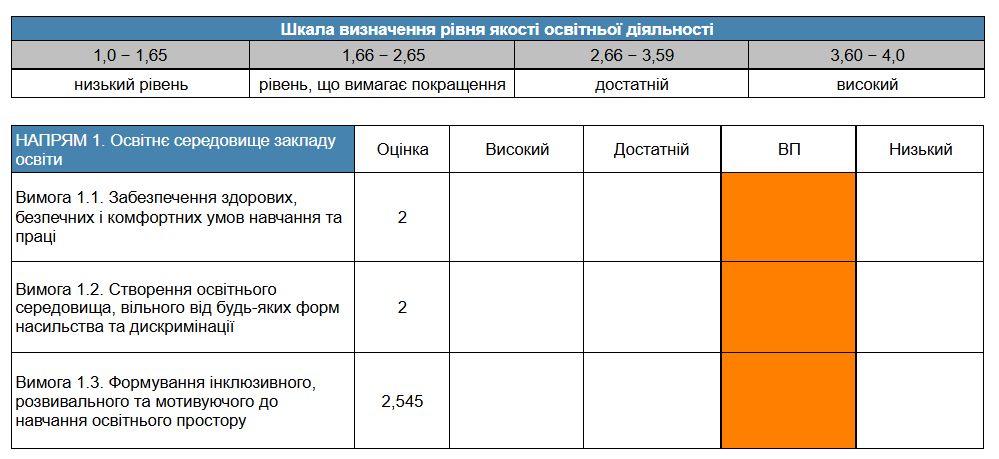 Шкала визначення рівня якості освітньої діяльності
1,0 – 1,65 1,66 – 2,65 2,66 – 3,59 3,60 – 4,0
низький рівень рівень, що вимагає покращення достатній високий
НАПРЯМ 1. Освітнє середовище закладу
освіти
Оцінка Високий Достатній ВП Низький
Вимога 1.1. Забезпечення здорових,
безпечних і комфортних умов навчання та
праці
2
Вимога 1.2. Створення освітнього
середовища, вільного від будь-яких форм
насильства та дискримінації
2
Вимога 1.3. Формування інклюзивного,
розвивального та мотивуючого до
навчання освітнього простору
2,545